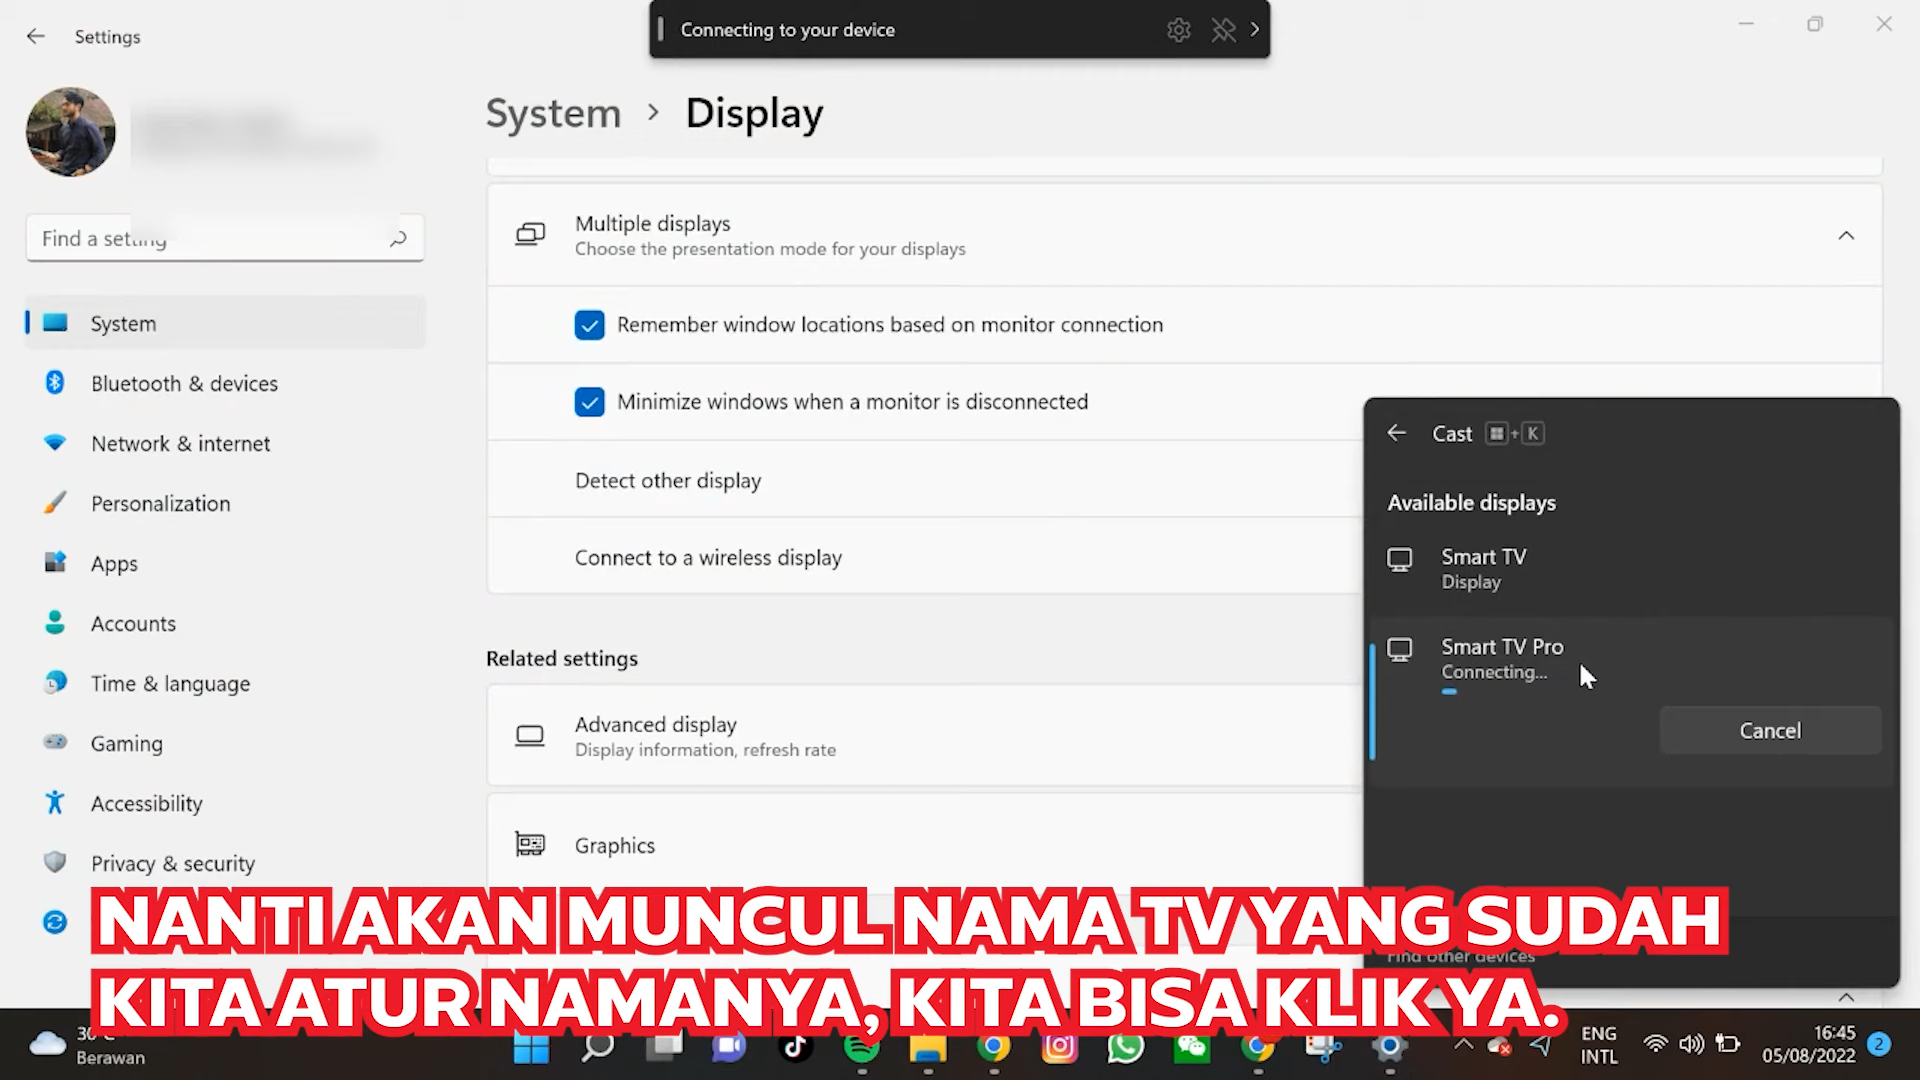 Settings
Connecting to your device
System > Display
Find a setting
System
Bluetooth & devices
Network & internet
Personalization
Apps
Accounts
Time & language
Gaming
Accessibility
Privacy & security
Multiple displays
Choose the presentation mode for your displays
Remember window locations based on monitor connection
Minimize windows when a monitor is disconnected
Detect other display
Connect to a wireless display
Related settings
Advanced display
Display information, refresh rate
Graphics
Cast + K
Available displays
Smart TV
Display
Smart TV Pro
Connecting...
Cancel
Find other devices
NANTI AKAN MUNCUL NAMA TV YANG SUDAH
KITA ATUR NAMANYA, KITA BISA KLIK YA.
Berawan
ENG
INTL
16:45
05/08/2022
2